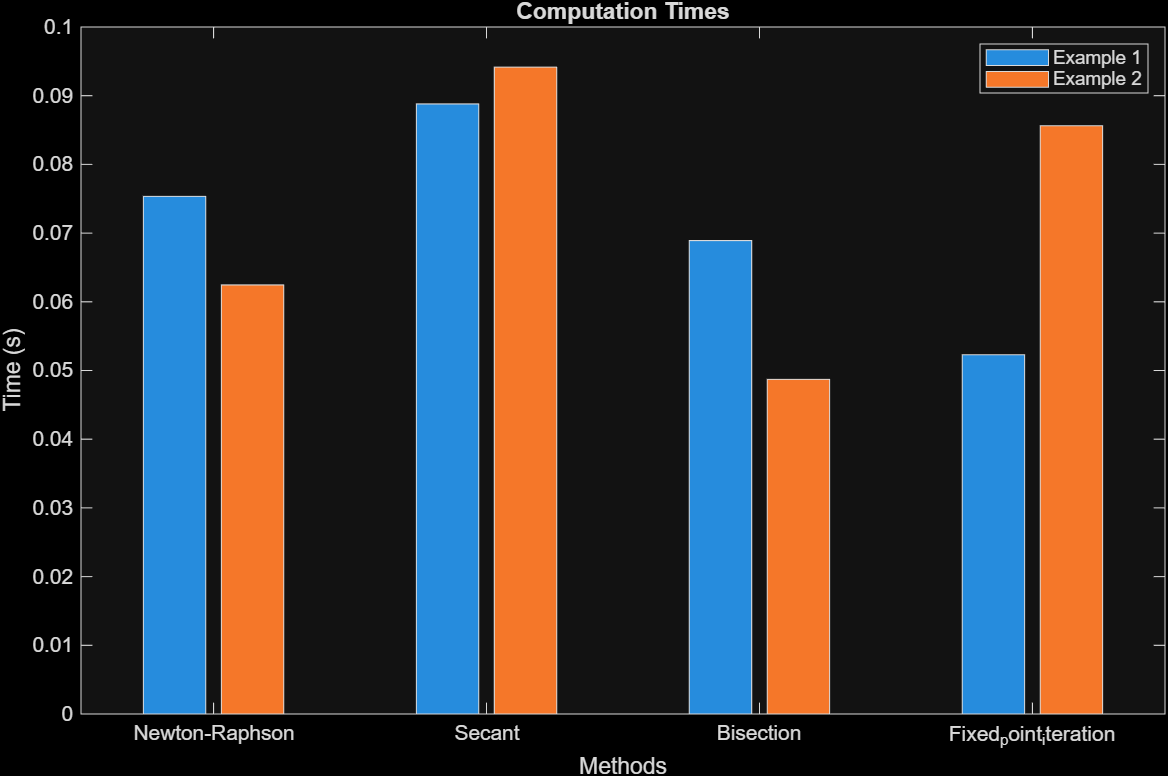 Computation Times
0.1
0.09
0.08
0.07
0.06
0.05
0.04
0.03
0.02
0.01
0
Time (s)
Example 1
Example 2
Newton-Raphson
Secant
Bisection
Fixedpointiteration
Methods